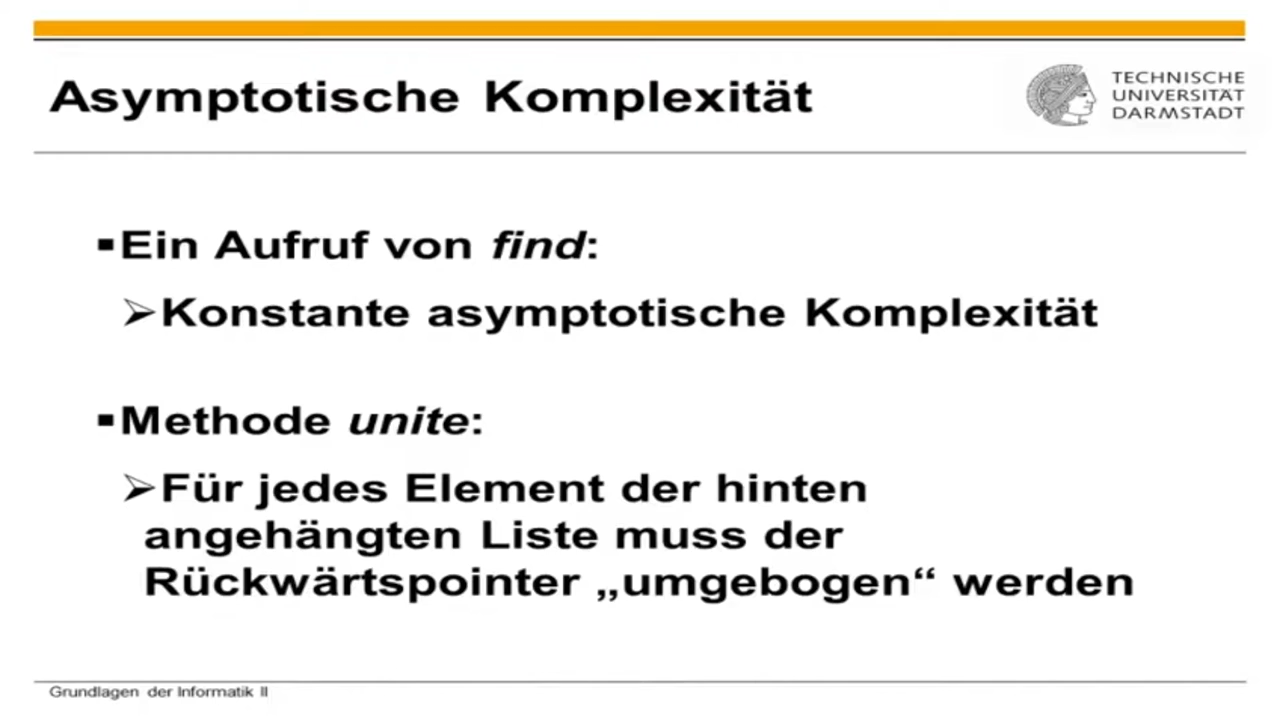 Asymptotische Komplexität
TECHNISCHE
UNIVERSITÄT
DARMSTADT
▪Ein Aufruf von find:
➢Konstante asymptotische Komplexität
▪Methode unite:
➢Für jedes Element der hinten
angehängten Liste muss der
Rückwärtspointer „umgebogen“ werden
Grundlagen der Informatik II